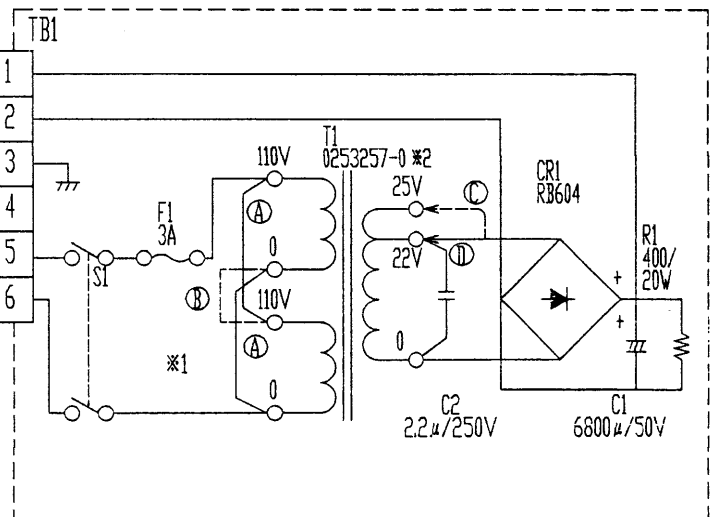 TB1
1
2
3
4
5
6
S1
F1
3A
110V
Ⓐ
0
Ⓑ
110V
Ⓐ
0
※1
T1
0253257-0 ※2
25V
Ⓒ
22V
Ⓓ
0
C2
2.2μ/250V
CR1
RB604
+
+
R1
400/
20W
C1
6800μ/50V